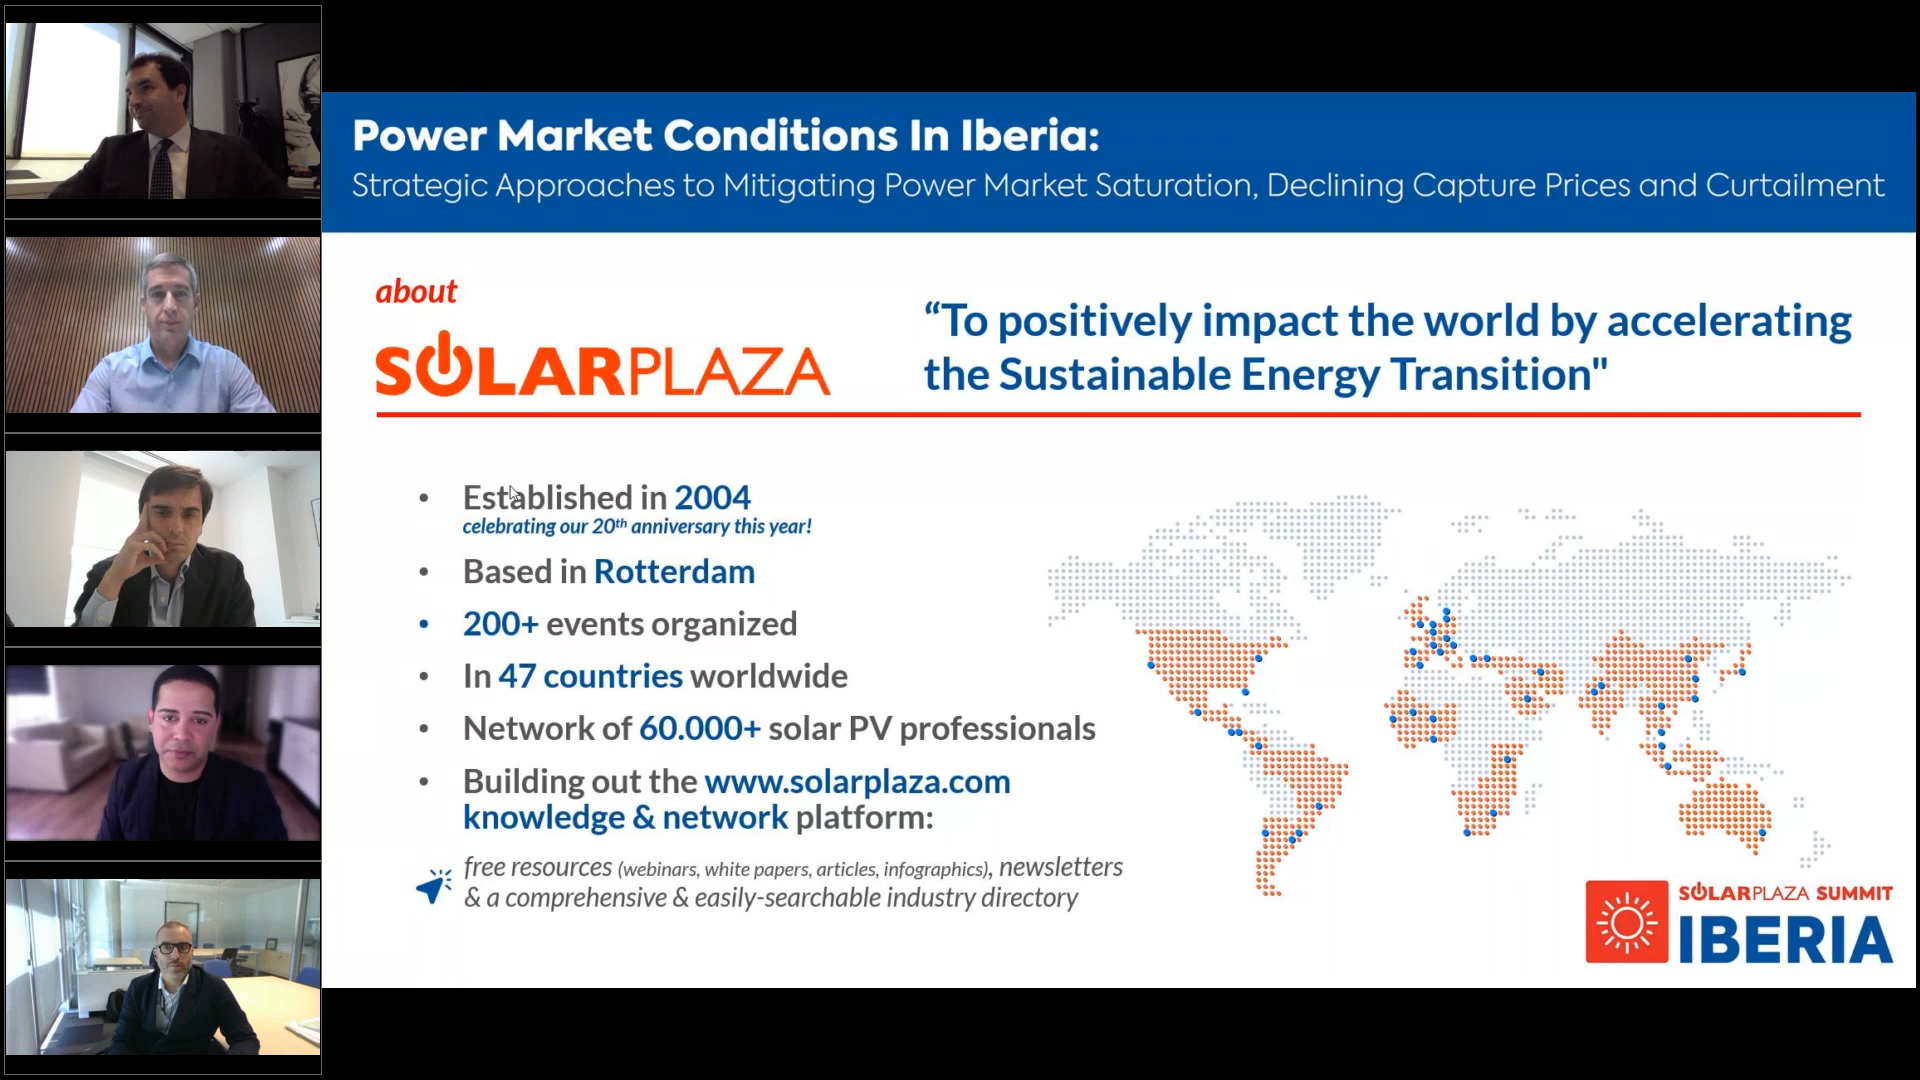 Power Market Conditions In Iberia:
Strategic Approaches to Mitigating Power Market Saturation, Declining Capture Prices and Curtailment
about
SOLARPLAZA
“To positively impact the world by accelerating
the Sustainable Energy Transition"
• Established in 2004
celebrating our 20th anniversary this year!
• Based in Rotterdam
• 200+ events organized
• In 47 countries worldwide
• Network of 60.000+ solar PV professionals
• Building out the www.solarplaza.com
knowledge & network platform:
free resources (webinars, white papers, articles, infographics), newsletters
& a comprehensive & easily-searchable industry directory
SOLARPLAZA SUMMIT
IBERIA